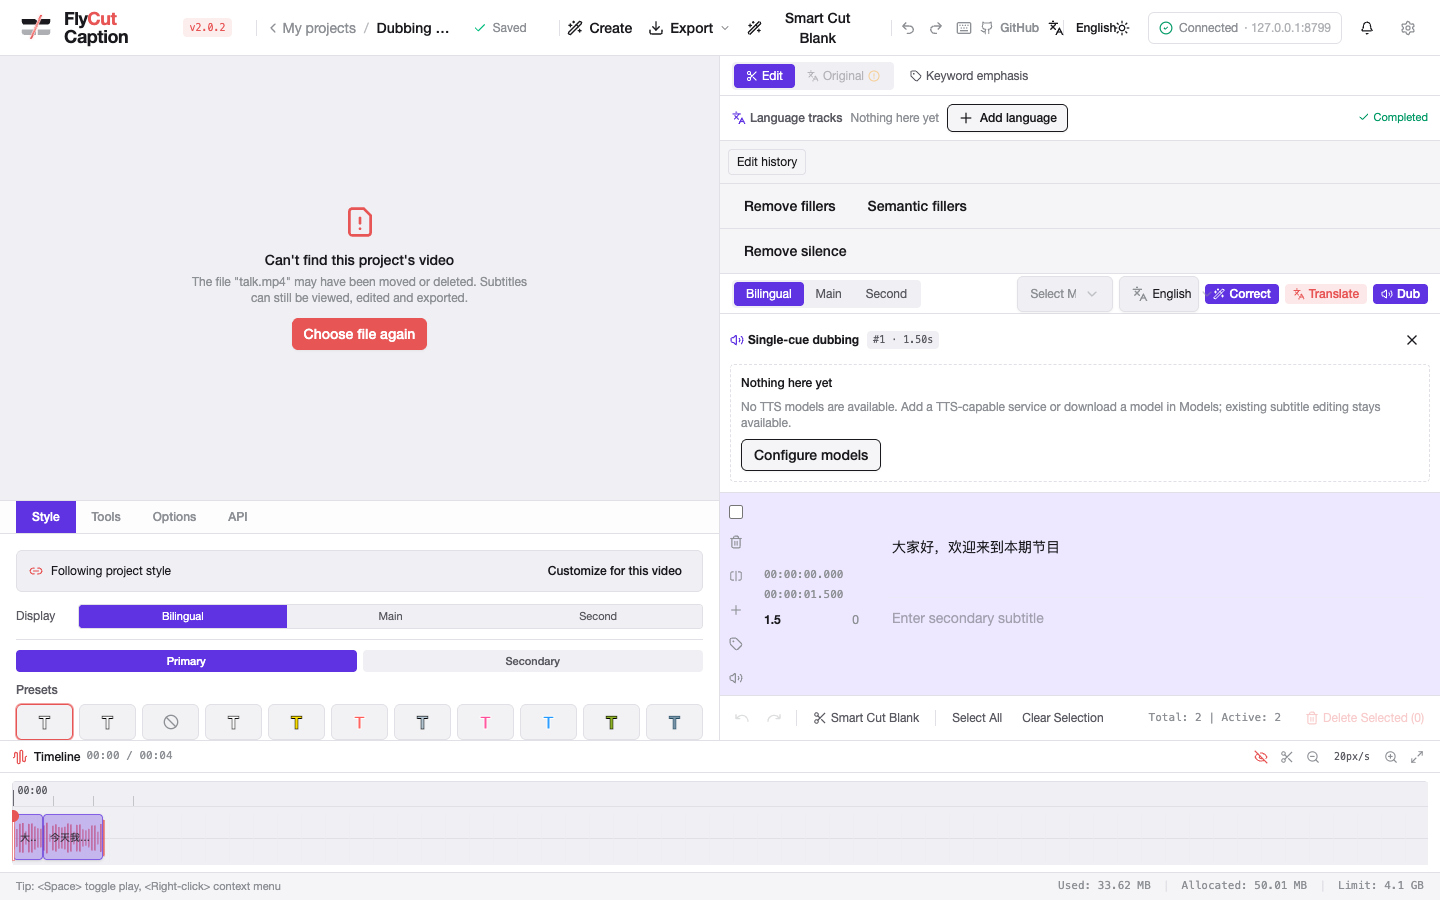 FlyCut
Caption
v2.0.2
My projects / Dubbing ...
Saved
Create
Export
Smart Cut
Blank
GitHub
English
Connected · 127.0.0.1:8799
Edit
Original
Keyword emphasis
Language tracks
Nothing here yet
Add language
Completed
Edit history
Remove fillers
Semantic fillers
Remove silence
Bilingual
Main
Second
Select M
English
Correct
Translate
Dub
Single-cue dubbing
#1 · 1.50s
Nothing here yet
No TTS models are available. Add a TTS-capable service or download a model in Models; existing subtitle editing stays
available.
Configure models
大家好，欢迎来到本期节目
00:00:00.000
00:00:01.500
1.5
0
Enter secondary subtitle
Smart Cut Blank
Select All
Clear Selection
Total: 2 | Active: 2
Delete Selected (0)
Can't find this project's video
The file "talk.mp4" may have been moved or deleted. Subtitles
can still be viewed, edited and exported.
Choose file again
Style
Tools
Options
API
Following project style
Customize for this video
Display
Bilingual
Main
Second
Primary
Secondary
Presets
T T T T T T T T T T
Timeline
00:00 / 00:04
20px/s
00:00
大...
今天我...
Tip: <Space> toggle play, <Right-click> context menu
Used: 33.62 MB
Allocated: 50.01 MB
Limit: 4.1 GB